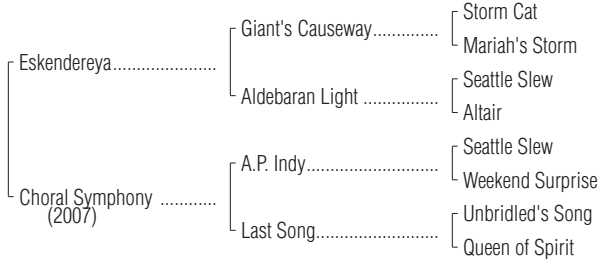 Storm Cat
Giant's Causeway..............
Mariah's Storm
Eskendereya......................
Seattle Slew
Aldebaran Light ................
Altair
Seattle Slew
A.P. Indy............................
Weekend Surprise
Choral Symphony ............
(2007)
Unbridled's Song
Last Song..........................
Queen of Spirit